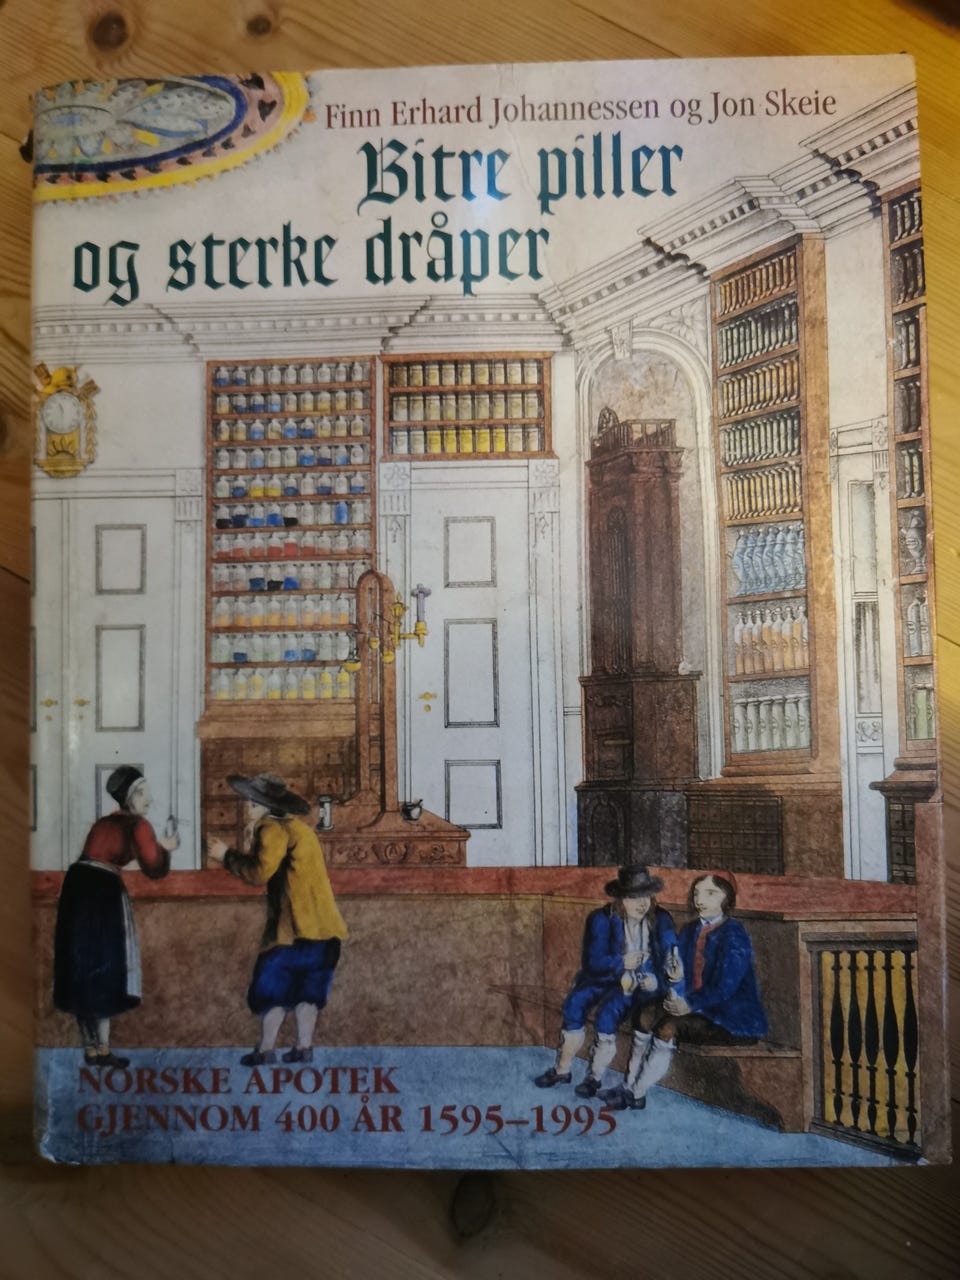 Finn Erhard Johannessen og Jon Skeie
Bitre piller
og sterke dråper
NORSKE APOTEK
GJENNOM 400 ÅR 1595–1995